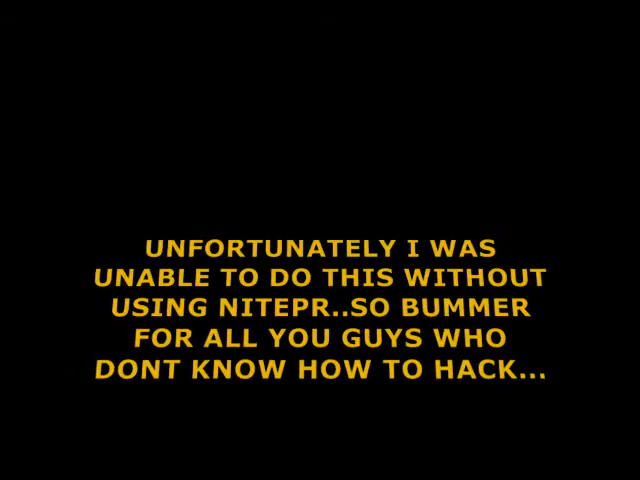 UNFORTUNATELY I WAS
UNABLE TO DO THIS WITHOUT
USING NITEPR..SO BUMMER
FOR ALL YOU GUYS WHO
DONT KNOW HOW TO HACK...